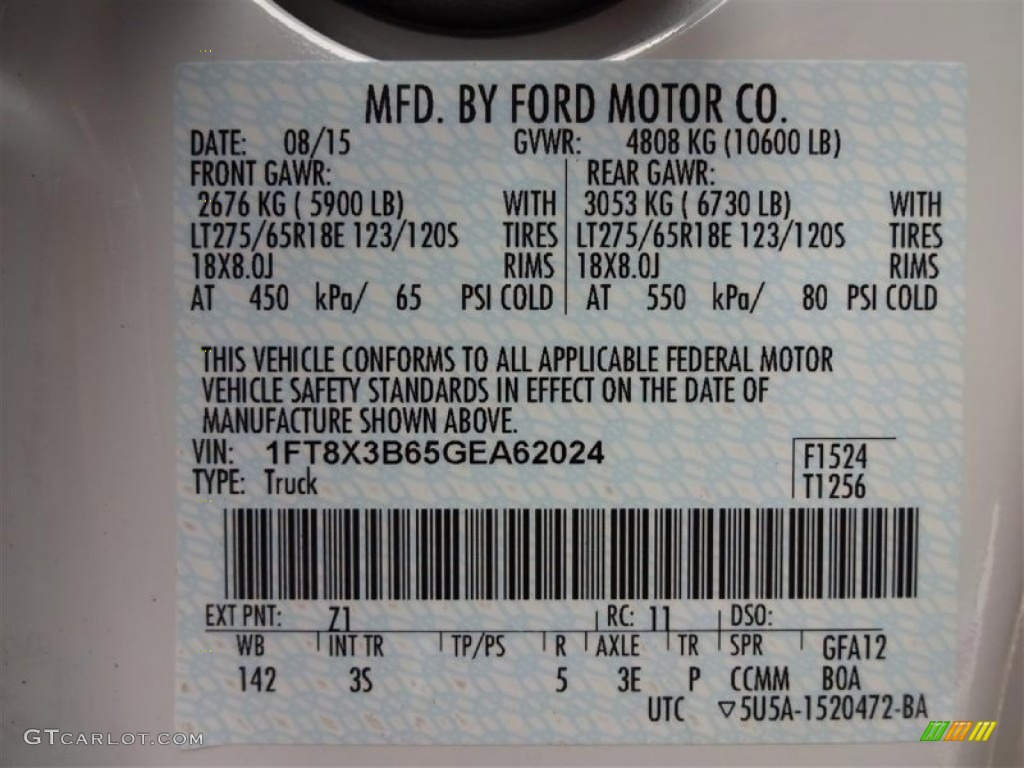 MFD. BY FORD MOTOR CO.
DATE: 08/15 GVWR: 4808 KG (10600 LB)
FRONT GAWR: REAR GAWR:
2676 KG ( 5900 LB) WITH 3053 KG ( 6730 LB) WITH
LT275/65R18E 123/120S TIRES LT275/65R18E 123/120S TIRES
18X8.0J RIMS 18X8.0J RIMS
AT 450 kPa/ 65 PSI COLD AT 550 kPa/ 80 PSI COLD
THIS VEHICLE CONFORMS TO ALL APPLICABLE FEDERAL MOTOR
VEHICLE SAFETY STANDARDS IN EFFECT ON THE DATE OF
MANUFACTURE SHOWN ABOVE.
VIN: 1FT8X3B65GEA62024 F1524
TYPE: Truck T1256
EXT PNT: Z1 RC: 11 DSO:
WB INT TR TP/PS R AXLE TR SPR GFA12
142 3S 5 3E P CCMM BOA
UTC ▽5U5A-1520472-BA
GTCARLOT.COM